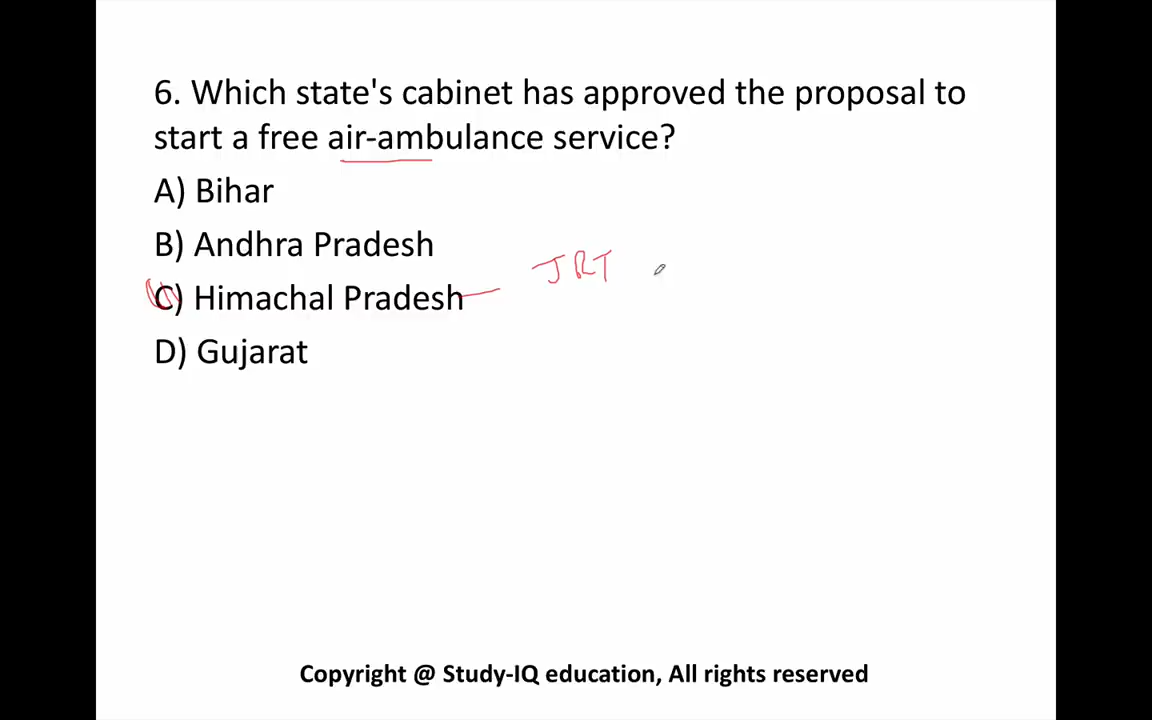 6. Which state's cabinet has approved the proposal to
start a free air-ambulance service?
A) Bihar
B) Andhra Pradesh
C) Himachal Pradesh
JRT
D) Gujarat
Copyright @ Study-IQ education, All rights reserved